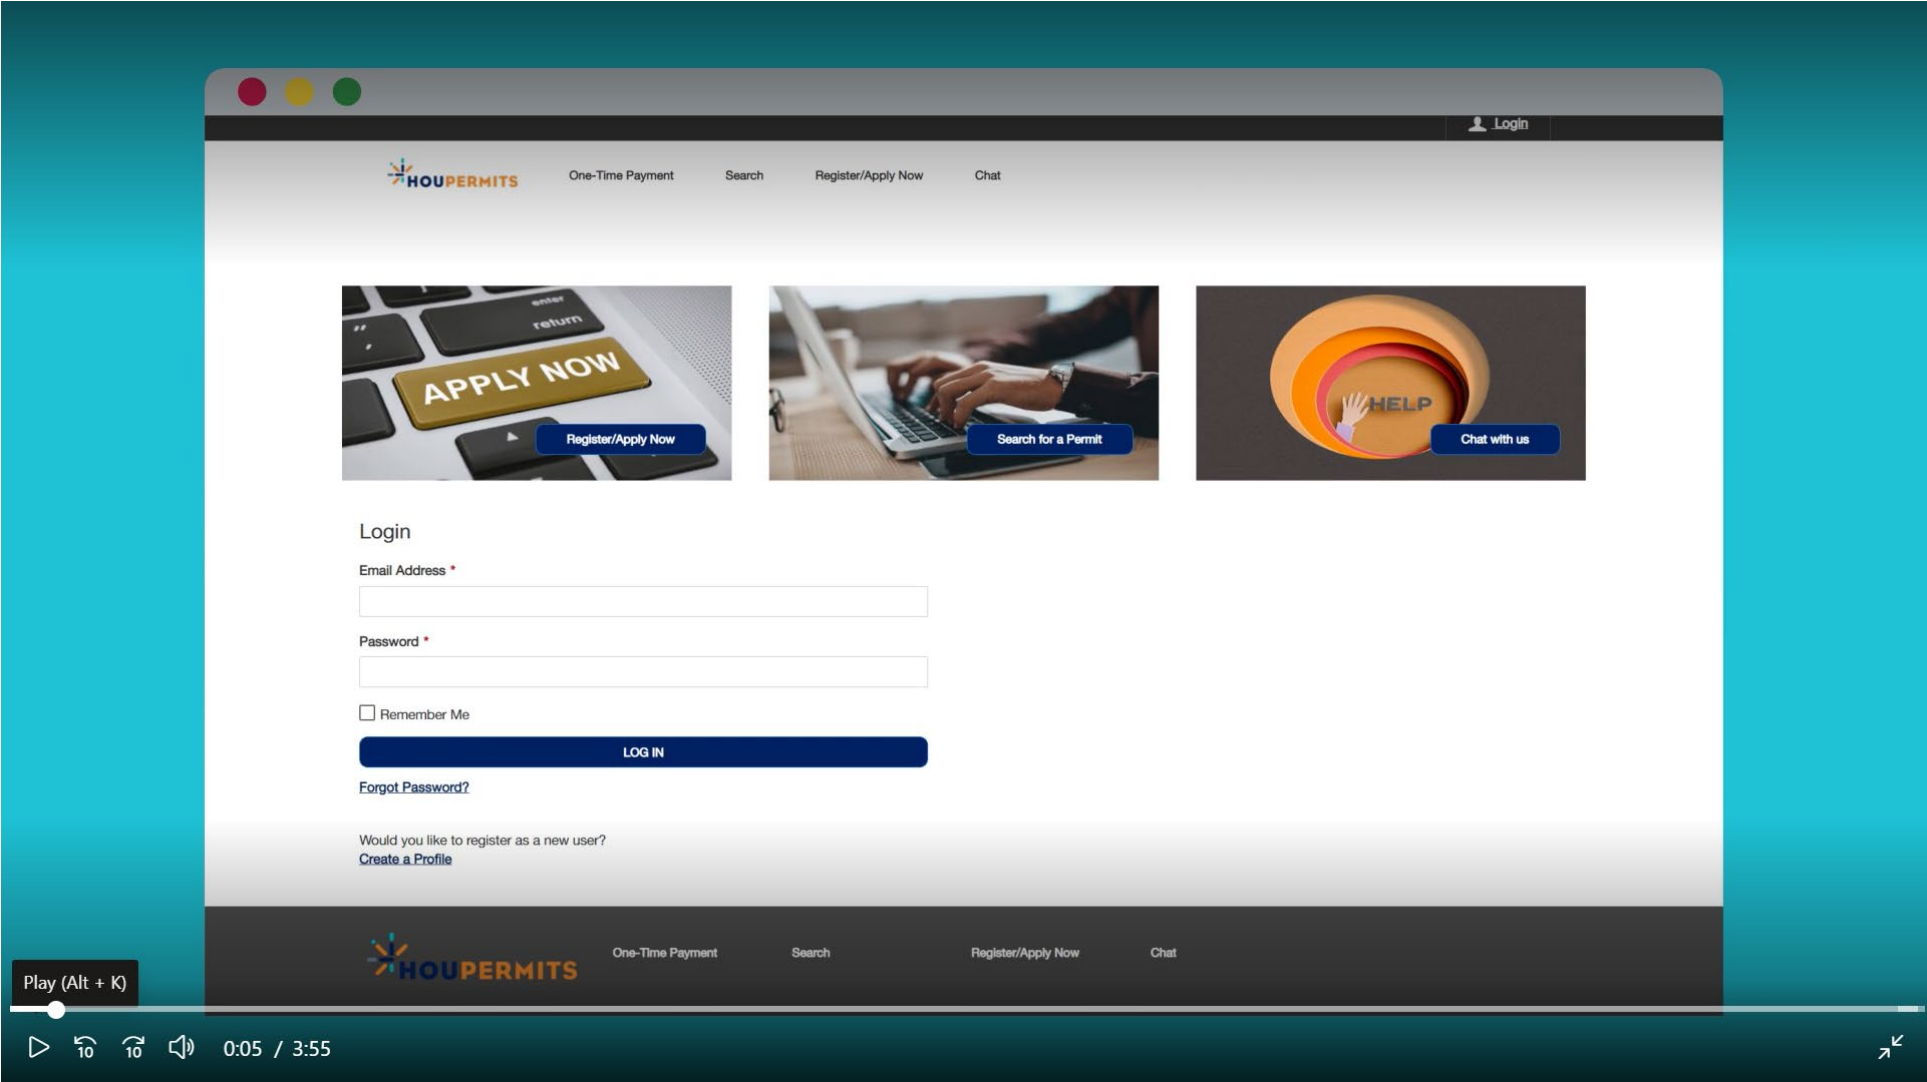 Login
HOUPERMITS
One-Time Payment
Search
Register/Apply Now
Chat
enter
return
APPLY NOW
Register/Apply Now
Search for a Permit
HELP
Chat with us
Login
Email Address *
Password *
Remember Me
LOG IN
Forgot Password?
Would you like to register as a new user?
Create a Profile
HOUPERMITS
One-Time Payment
Search
Register/Apply Now
Chat
Play (Alt + K)
10
10
0:05 / 3:55